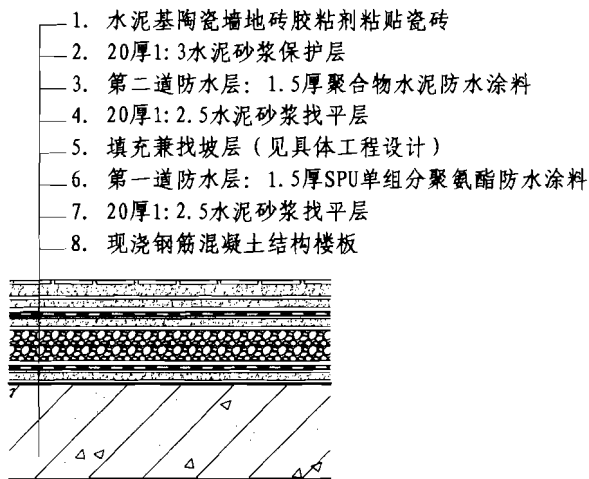 1. 水泥基陶瓷墙地砖胶粘剂粘贴瓷砖
2. 20厚1:3水泥砂浆保护层
3. 第二道防水层: 1.5厚聚合物水泥防水涂料
4. 20厚1:2.5水泥砂浆找平层
5. 填充兼找坡层(见具体工程设计)
6. 第一道防水层: 1.5厚SPU单组分聚氨酯防水涂料
7. 20厚1:2.5水泥砂浆找平层
8. 现浇钢筋混凝土结构楼板